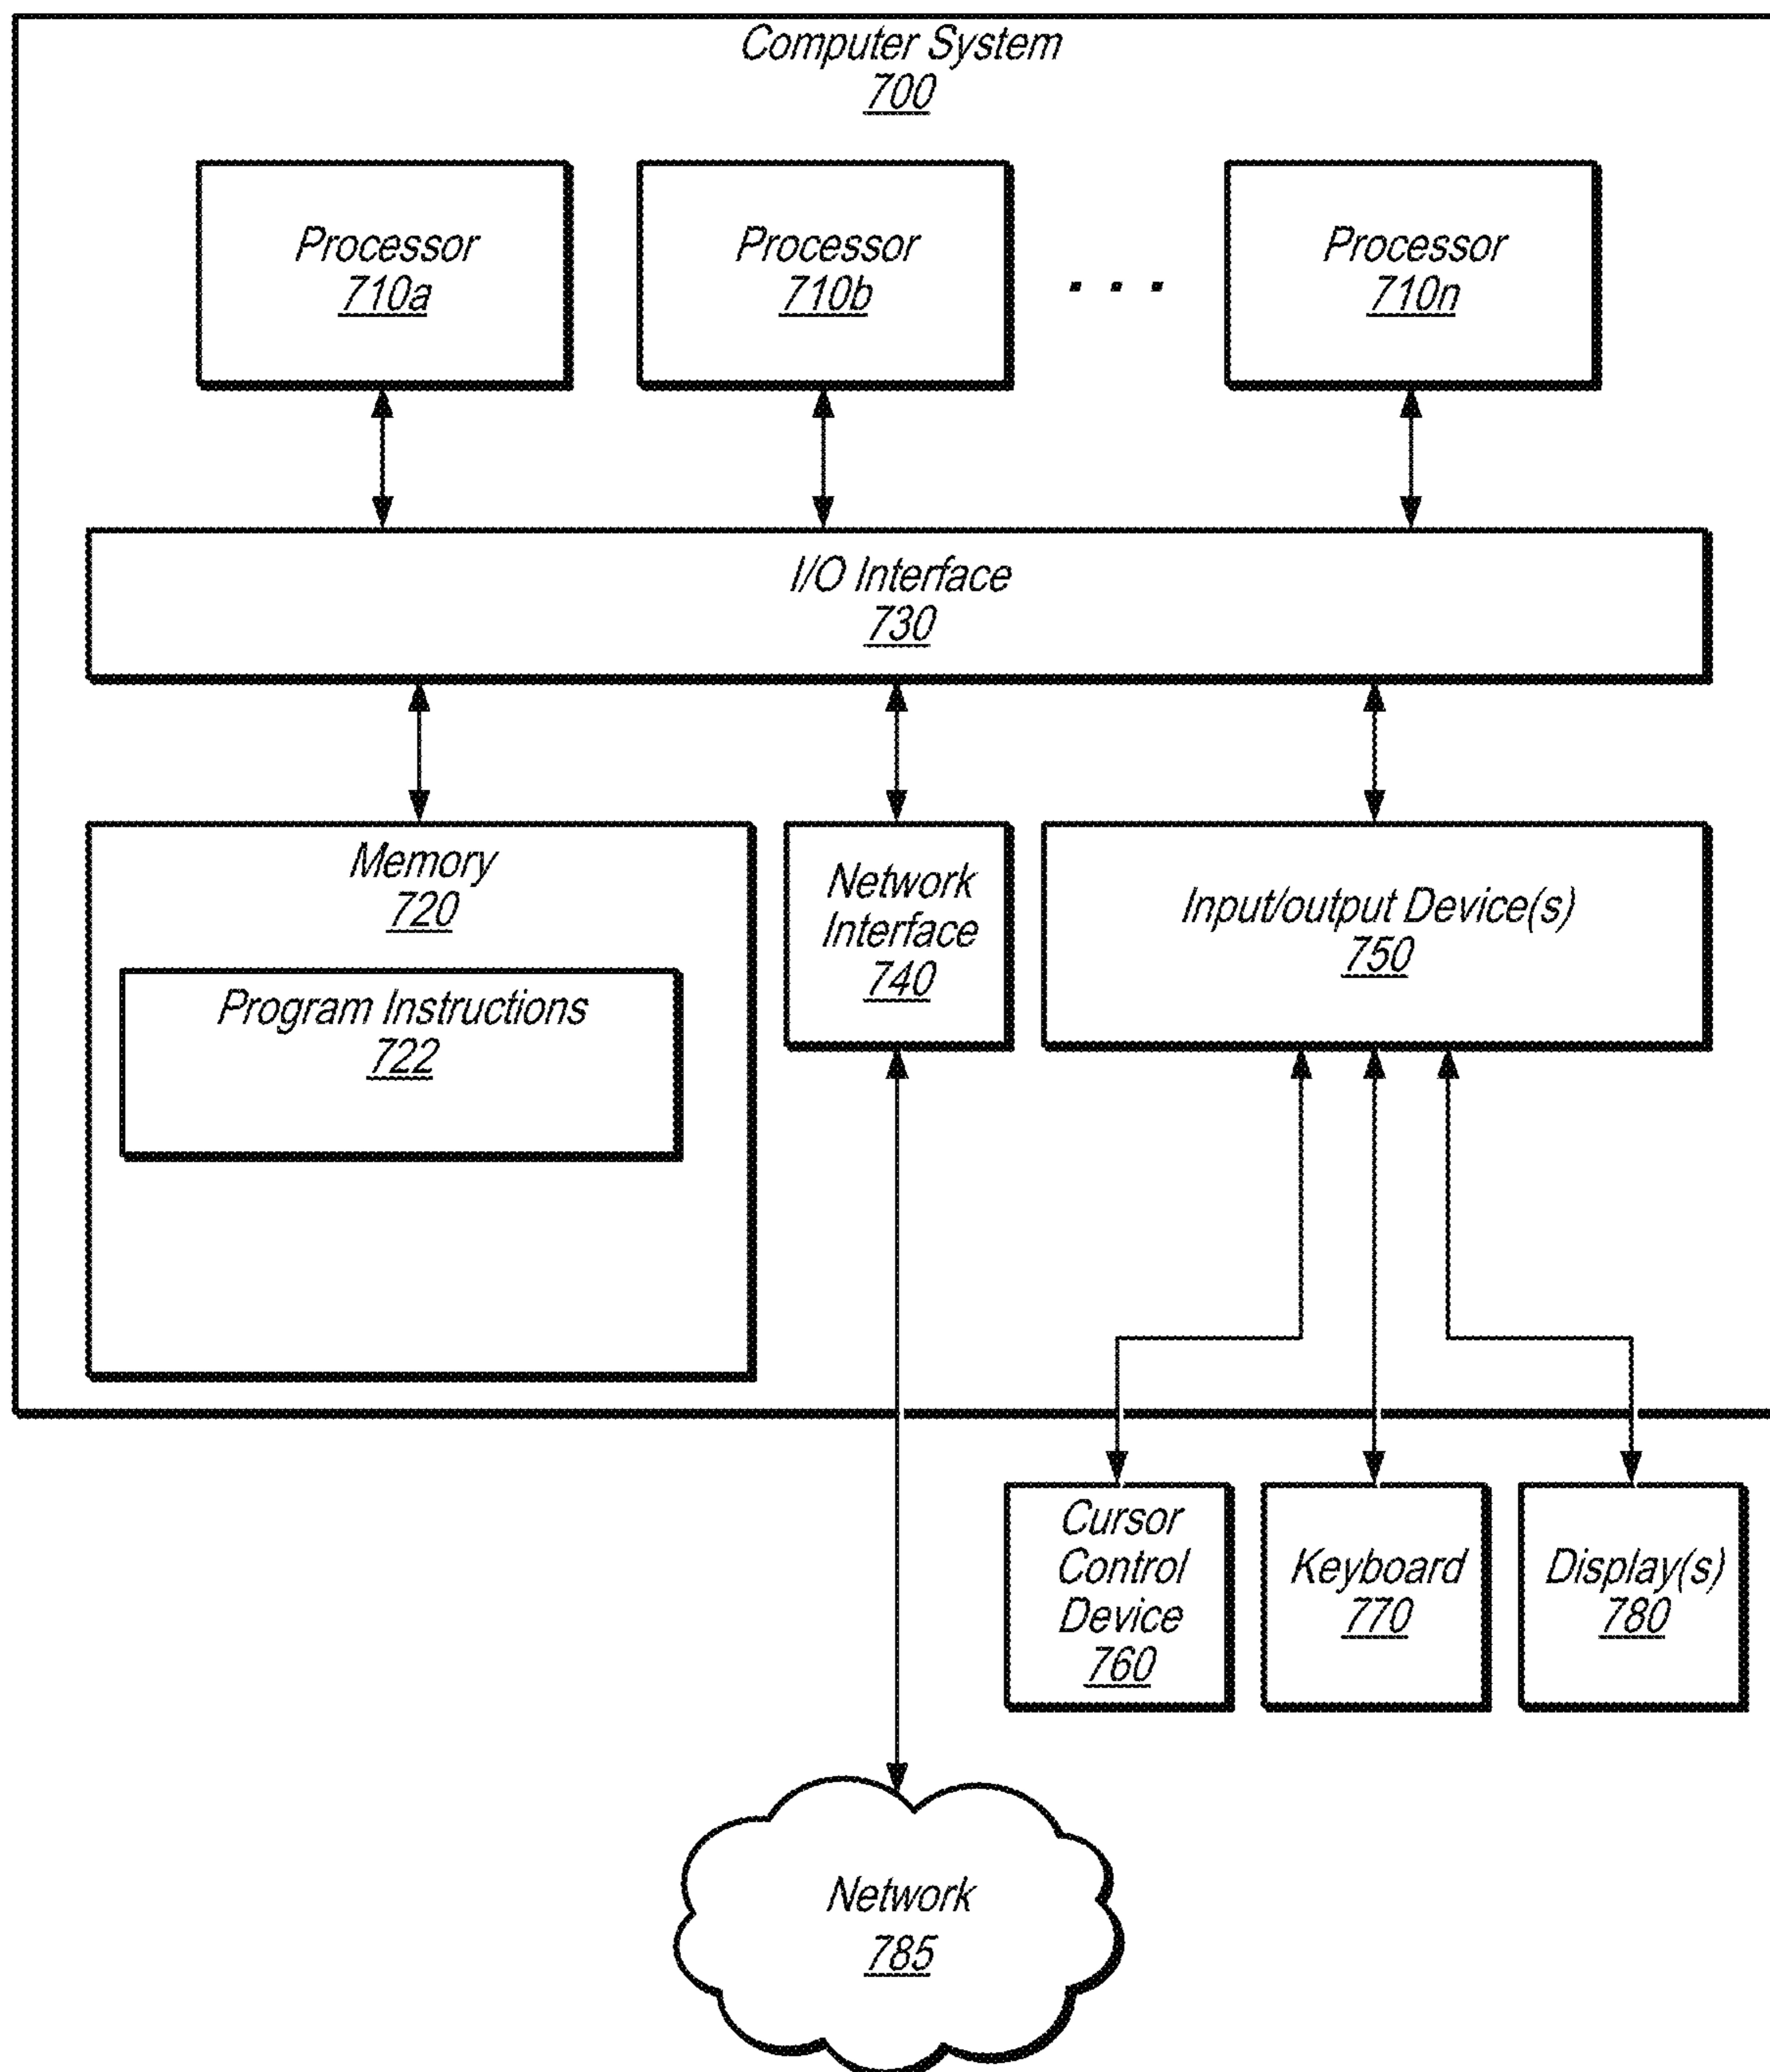 Computer System
700
Processor
710a
Processor
710b
. . .
Processor
710n
I/O Interface
730
Memory
720
Program Instructions
722
Network
Interface
740
Input/output Device(s)
750
Cursor
Control
Device
760
Keyboard
770
Display(s)
780
Network
785